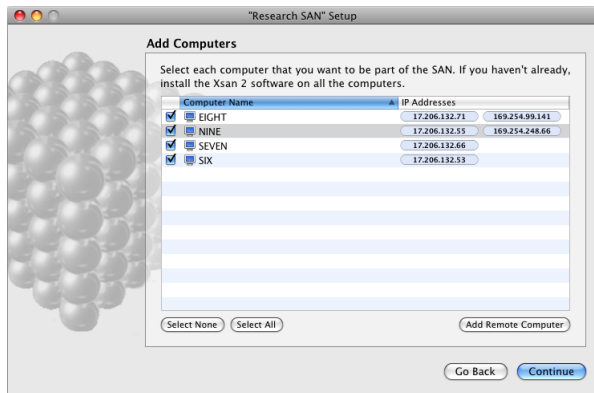 "Research SAN" Setup
Add Computers
Select each computer that you want to be part of the SAN. If you haven't already,
install the Xsan 2 software on all the computers.
Computer Name IP Addresses
EIGHT 17.206.132.71 169.254.99.141
NINE 17.206.132.55 169.254.248.66
SEVEN 17.206.132.66
SIX 17.206.132.53
Select None Select All Add Remote Computer
Go Back Continue